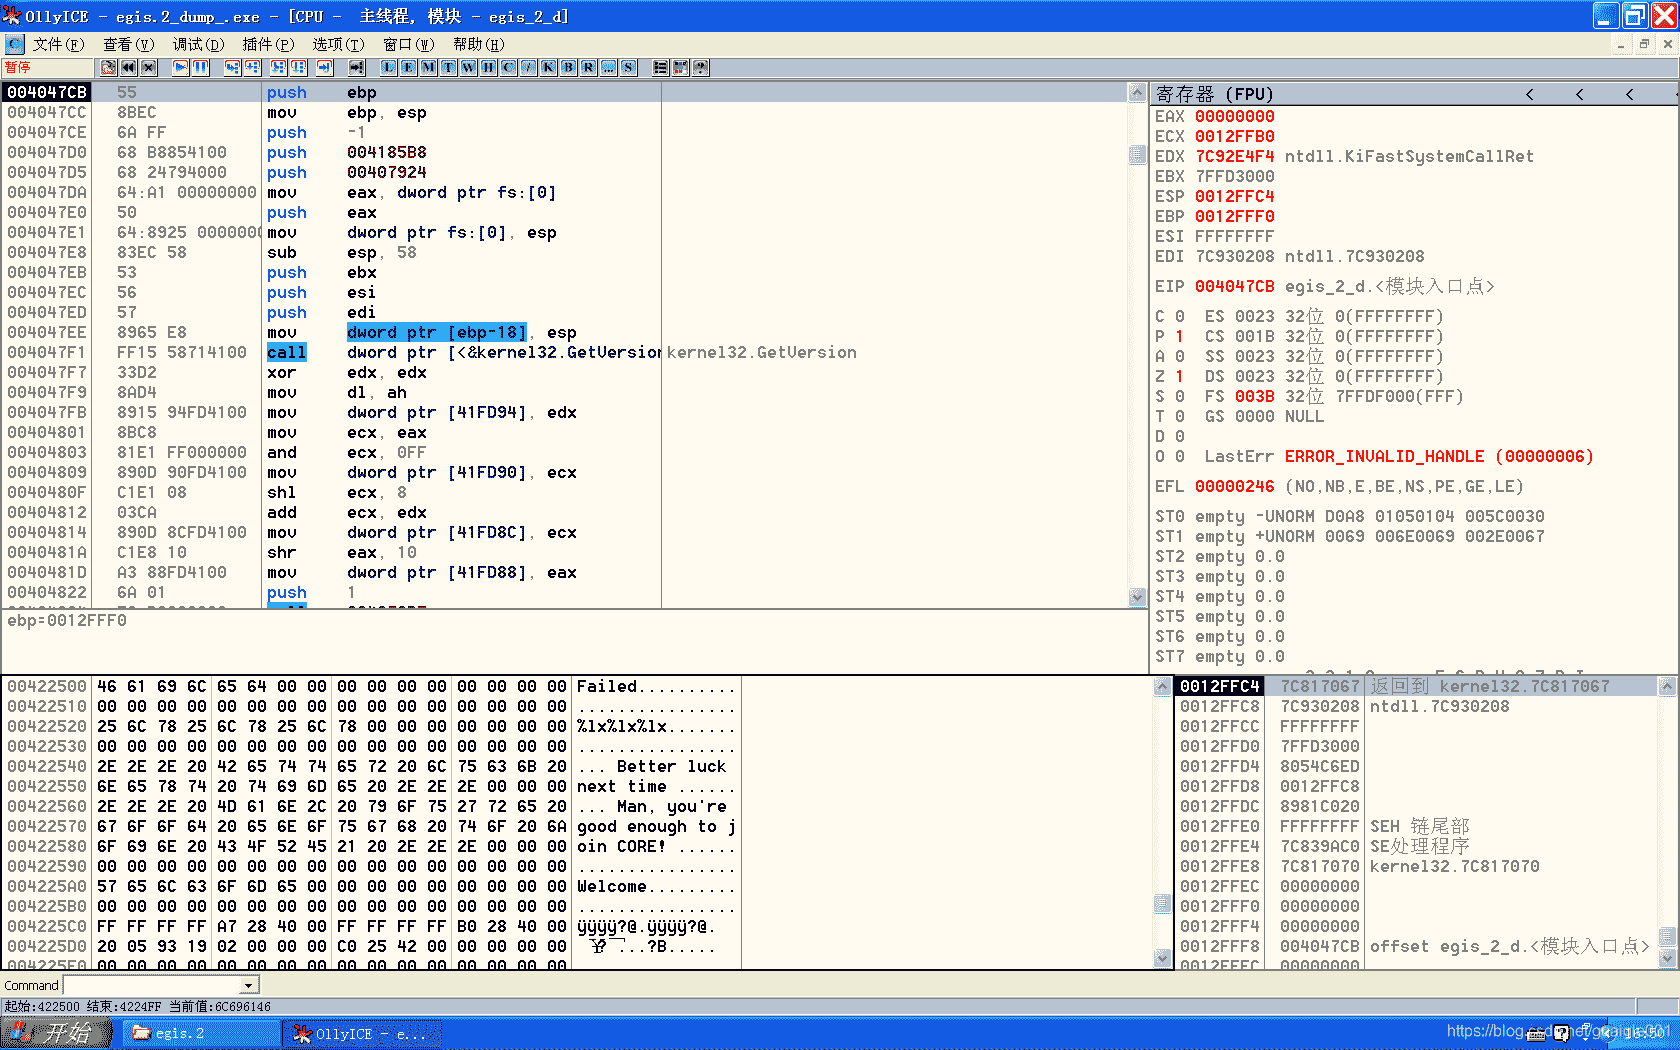 OllyICE - egis.2_dump_.exe - [CPU - 主线程, 模块 - egis_2_d]
文件(F) 查看(V) 调试(D) 插件(P) 选项(T) 窗口(W) 帮助(H)
暂停 L E M T W H C / K B R ... S
004047CB 55 push ebp
004047CC 8BEC mov ebp, esp
004047CE 6A FF push -1
004047D0 68 B8854100 push 004185B8
004047D5 68 24794000 push 00407924
004047DA 64:A1 00000000 mov eax, dword ptr fs:[0]
004047E0 50 push eax
004047E1 64:8925 0000000 mov dword ptr fs:[0], esp
004047E8 83EC 58 sub esp, 58
004047EB 53 push ebx
004047EC 56 push esi
004047ED 57 push edi
004047EE 8965 E8 mov dword ptr [ebp-18], esp
004047F1 FF15 58714100 call dword ptr [<&kernel32.GetVersion kernel32.GetVersion
004047F7 33D2 xor edx, edx
004047F9 8AD4 mov dl, ah
004047FB 8915 94FD4100 mov dword ptr [41FD94], edx
00404801 8BC8 mov ecx, eax
00404803 81E1 FF000000 and ecx, 0FF
00404809 890D 90FD4100 mov dword ptr [41FD90], ecx
0040480F C1E1 08 shl ecx, 8
00404812 03CA add ecx, edx
00404814 890D 8CFD4100 mov dword ptr [41FD8C], ecx
0040481A C1E8 10 shr eax, 10
0040481D A3 88FD4100 mov dword ptr [41FD88], eax
00404822 6A 01 push 1
ebp=0012FFF0
寄存器 (FPU) < < <
EAX 00000000
ECX 0012FFB0
EDX 7C92E4F4 ntdll.KiFastSystemCallRet
EBX 7FFD3000
ESP 0012FFC4
EBP 0012FFF0
ESI FFFFFFFF
EDI 7C930208 ntdll.7C930208
EIP 004047CB egis_2_d.<模块入口点>
C 0 ES 0023 32位 0(FFFFFFFF)
P 1 CS 001B 32位 0(FFFFFFFF)
A 0 SS 0023 32位 0(FFFFFFFF)
Z 1 DS 0023 32位 0(FFFFFFFF)
S 0 FS 003B 32位 7FFDF000(FFF)
T 0 GS 0000 NULL
D 0
O 0 LastErr ERROR_INVALID_HANDLE (00000006)
EFL 00000246 (NO,NB,E,BE,NS,PE,GE,LE)
ST0 empty -UNORM D0A8 01050104 005C0030
ST1 empty +UNORM 0069 006E0069 002E0067
ST2 empty 0.0
ST3 empty 0.0
ST4 empty 0.0
ST5 empty 0.0
ST6 empty 0.0
ST7 empty 0.0
00422500 46 61 69 6C 65 64 00 00 00 00 00 00 00 00 00 00 Failed..........
00422510 00 00 00 00 00 00 00 00 00 00 00 00 00 00 00 00 ................
00422520 25 6C 78 25 6C 78 25 6C 78 00 00 00 00 00 00 00 %lx%lx%lx.......
00422530 00 00 00 00 00 00 00 00 00 00 00 00 00 00 00 00 ................
00422540 2E 2E 2E 20 42 65 74 74 65 72 20 6C 75 63 6B 20 ... Better luck
00422550 6E 65 78 74 20 74 69 6D 65 20 2E 2E 2E 00 00 00 next time ......
00422560 2E 2E 2E 20 4D 61 6E 2C 20 79 6F 75 27 72 65 20 ... Man, you're
00422570 67 6F 6F 64 20 65 6E 6F 75 67 68 20 74 6F 20 6A good enough to j
00422580 6F 69 6E 20 43 4F 52 45 21 20 2E 2E 2E 00 00 00 oin CORE! ......
00422590 00 00 00 00 00 00 00 00 00 00 00 00 00 00 00 00 ................
004225A0 57 65 6C 63 6F 6D 65 00 00 00 00 00 00 00 00 00 Welcome.........
004225B0 00 00 00 00 00 00 00 00 00 00 00 00 00 00 00 00 ................
004225C0 FF FF FF FF A7 28 40 00 FF FF FF FF B0 28 40 00 ÿÿÿÿ?@.ÿÿÿÿ?@.
004225D0 20 05 93 19 02 00 00 00 C0 25 42 00 00 00 00 00 ...?B.....
004225E0 00 00 00 00 00 00 00 00 00 00 00 00 00 00 00 00
0012FFC4 7C817067 返回到 kernel32.7C817067
0012FFC8 7C930208 ntdll.7C930208
0012FFCC FFFFFFFF
0012FFD0 7FFD3000
0012FFD4 8054C6ED
0012FFD8 0012FFC8
0012FFDC 8981C020
0012FFE0 FFFFFFFF SEH 链尾部
0012FFE4 7C839AC0 SE处理程序
0012FFE8 7C817070 kernel32.7C817070
0012FFEC 00000000
0012FFF0 00000000
0012FFF4 00000000
0012FFF8 004047CB offset egis_2_d.<模块入口点>
0012FFFC 00000000
Command
起始:422500 结束:4224FF 当前值:6C696146
开始 egis.2 OllyICE - e...